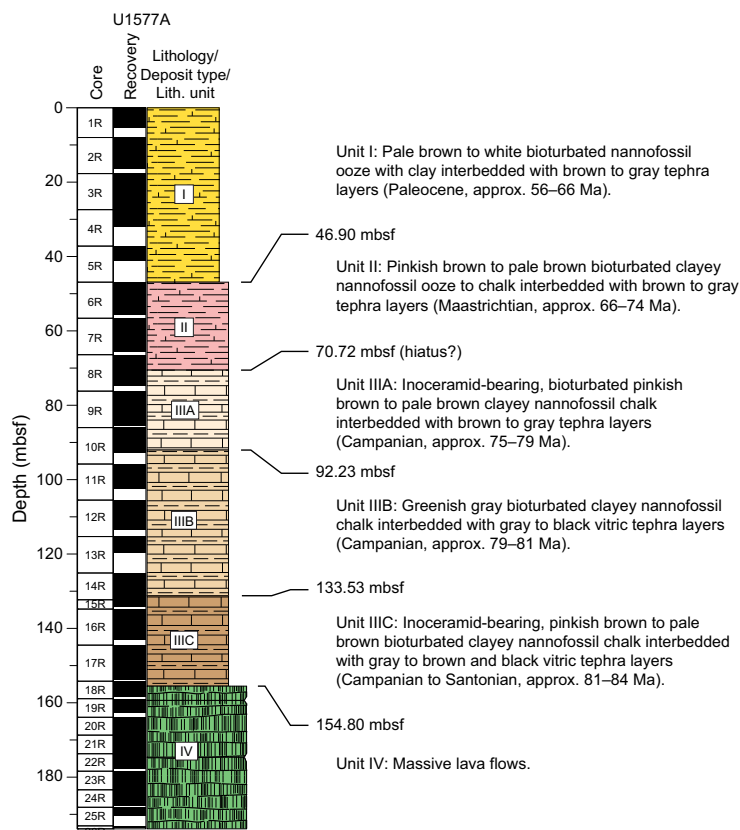 U1577A
Core
Recovery
Lithology/
Deposit type/
Lith. unit
Depth (mbsf)
0
20
40
60
80
100
120
140
160
180
1R
2R
3R
4R
5R
6R
7R
8R
9R
10R
11R
12R
13R
14R
15R
16R
17R
18R
19R
20R
21R
22R
23R
24R
25R
I
II
IIIA
IIIB
IIIC
IV
Unit I: Pale brown to white bioturbated nannofossil
ooze with clay interbedded with brown to gray tephra
layers (Paleocene, approx. 56–66 Ma).
46.90 mbsf
Unit II: Pinkish brown to pale brown bioturbated clayey
nannofossil ooze to chalk interbedded with brown to gray
tephra layers (Maastrichtian, approx. 66–74 Ma).
70.72 mbsf (hiatus?)
Unit IIIA: Inoceramid-bearing, bioturbated pinkish
brown to pale brown clayey nannofossil chalk
interbedded with brown to gray tephra layers
(Campanian, approx. 75–79 Ma).
92.23 mbsf
Unit IIIB: Greenish gray bioturbated clayey nannofossil
chalk interbedded with gray to black vitric tephra layers
(Campanian, approx. 79–81 Ma).
133.53 mbsf
Unit IIIC: Inoceramid-bearing, pinkish brown to pale
brown bioturbated clayey nannofossil chalk interbedded
with gray to brown and black vitric tephra layers
(Campanian to Santonian, approx. 81–84 Ma).
154.80 mbsf
Unit IV: Massive lava flows.